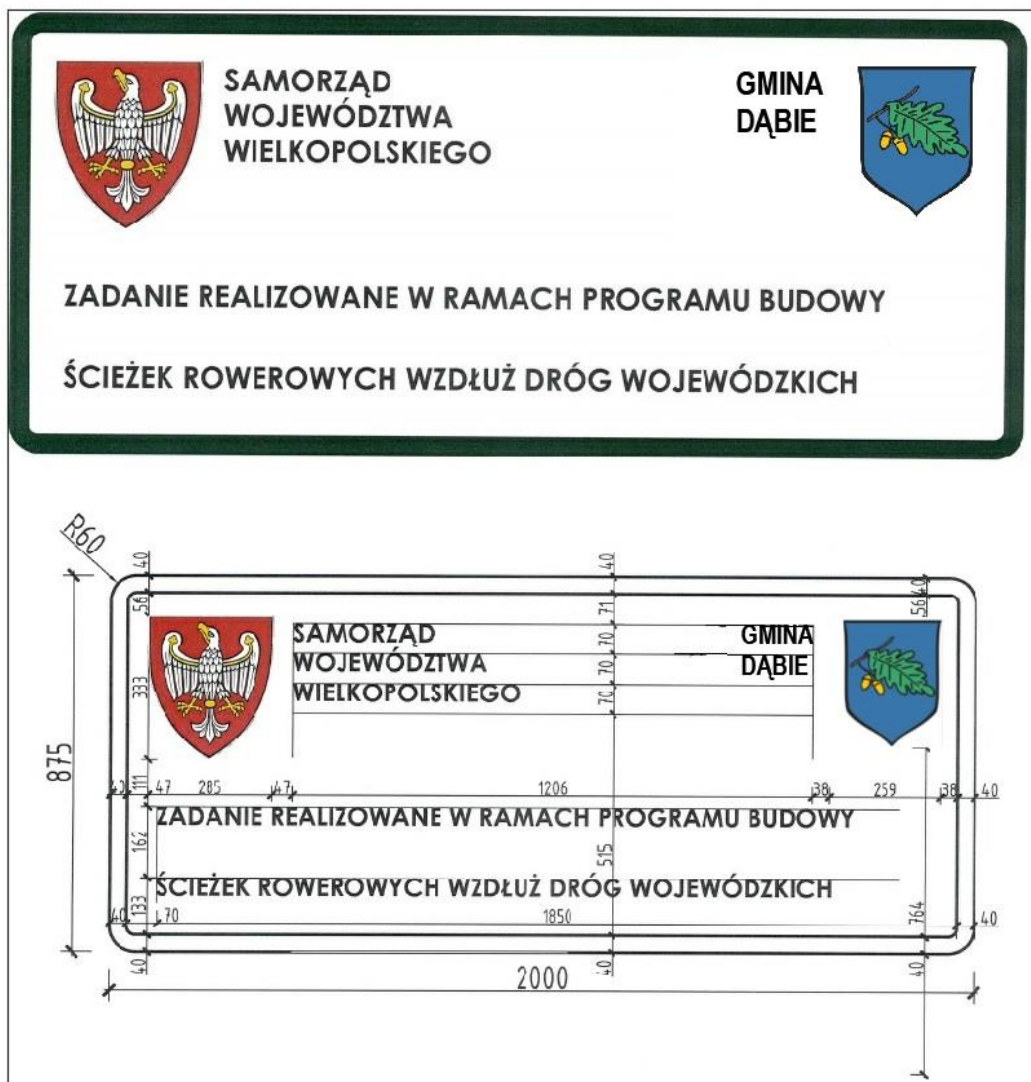 SAMORZĄD
WOJEWÓDZTWA
WIELKOPOLSKIEGO
GMINA
DĄBIE
ZADANIE REALIZOWANE W RAMACH PROGRAMU BUDOWY
ŚCIEŻEK ROWEROWYCH WZDŁUŻ DRÓG WOJEWÓDZKICH
R60
40
40
40
56
71
56
SAMORZĄD
WOJEWÓDZTWA
WIELKOPOLSKIEGO
70
70
70
GMINA
DĄBIE
333
875
40
111
47
285
47
1206
38
259
38
40
ZADANIE REALIZOWANE W RAMACH PROGRAMU BUDOWY
162
515
ŚCIEŻEK ROWEROWYCH WZDŁUŻ DRÓG WOJEWÓDZKICH
40
133
70
1850
764
40
40
40
40
2000